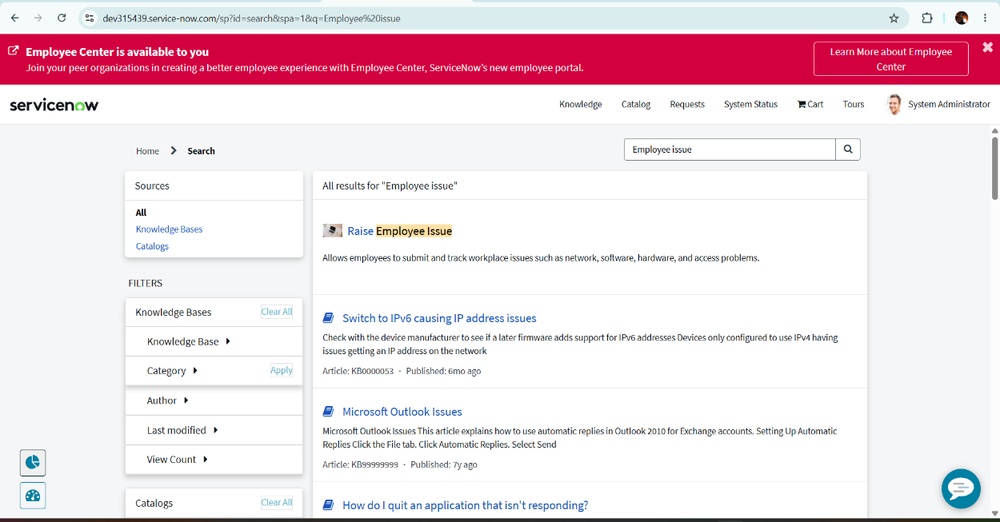 dev315439.service-now.com/sp?id=search&spa=1&q=Employee%20issue
Employee Center is available to you
Join your peer organizations in creating a better employee experience with Employee Center, ServiceNow's new employee portal.
Learn More about Employee
Center
servicenow
Knowledge
Catalog
Requests
System Status
Cart
Tours
System Administrator
Home
Search
Employee issue
Sources
All
Knowledge Bases
Catalogs
FILTERS
Knowledge Bases
Clear All
Knowledge Base
Category
Apply
Author
Last modified
View Count
Catalogs
Clear All
All results for "Employee issue"
Raise Employee Issue
Allows employees to submit and track workplace issues such as network, software, hardware, and access problems.
Switch to IPv6 causing IP address issues
Check with the device manufacturer to see if a later firmware adds support for IPv6 addresses Devices only configured to use IPv4 having
issues getting an IP address on the network
Article: KB0000053 · Published: 6mo ago
Microsoft Outlook Issues
Microsoft Outlook Issues This article explains how to use automatic replies in Outlook 2010 for Exchange accounts. Setting Up Automatic
Replies Click the File tab. Click Automatic Replies. Select Send
Article: KB99999999 · Published: 7y ago
How do I quit an application that isn't responding?